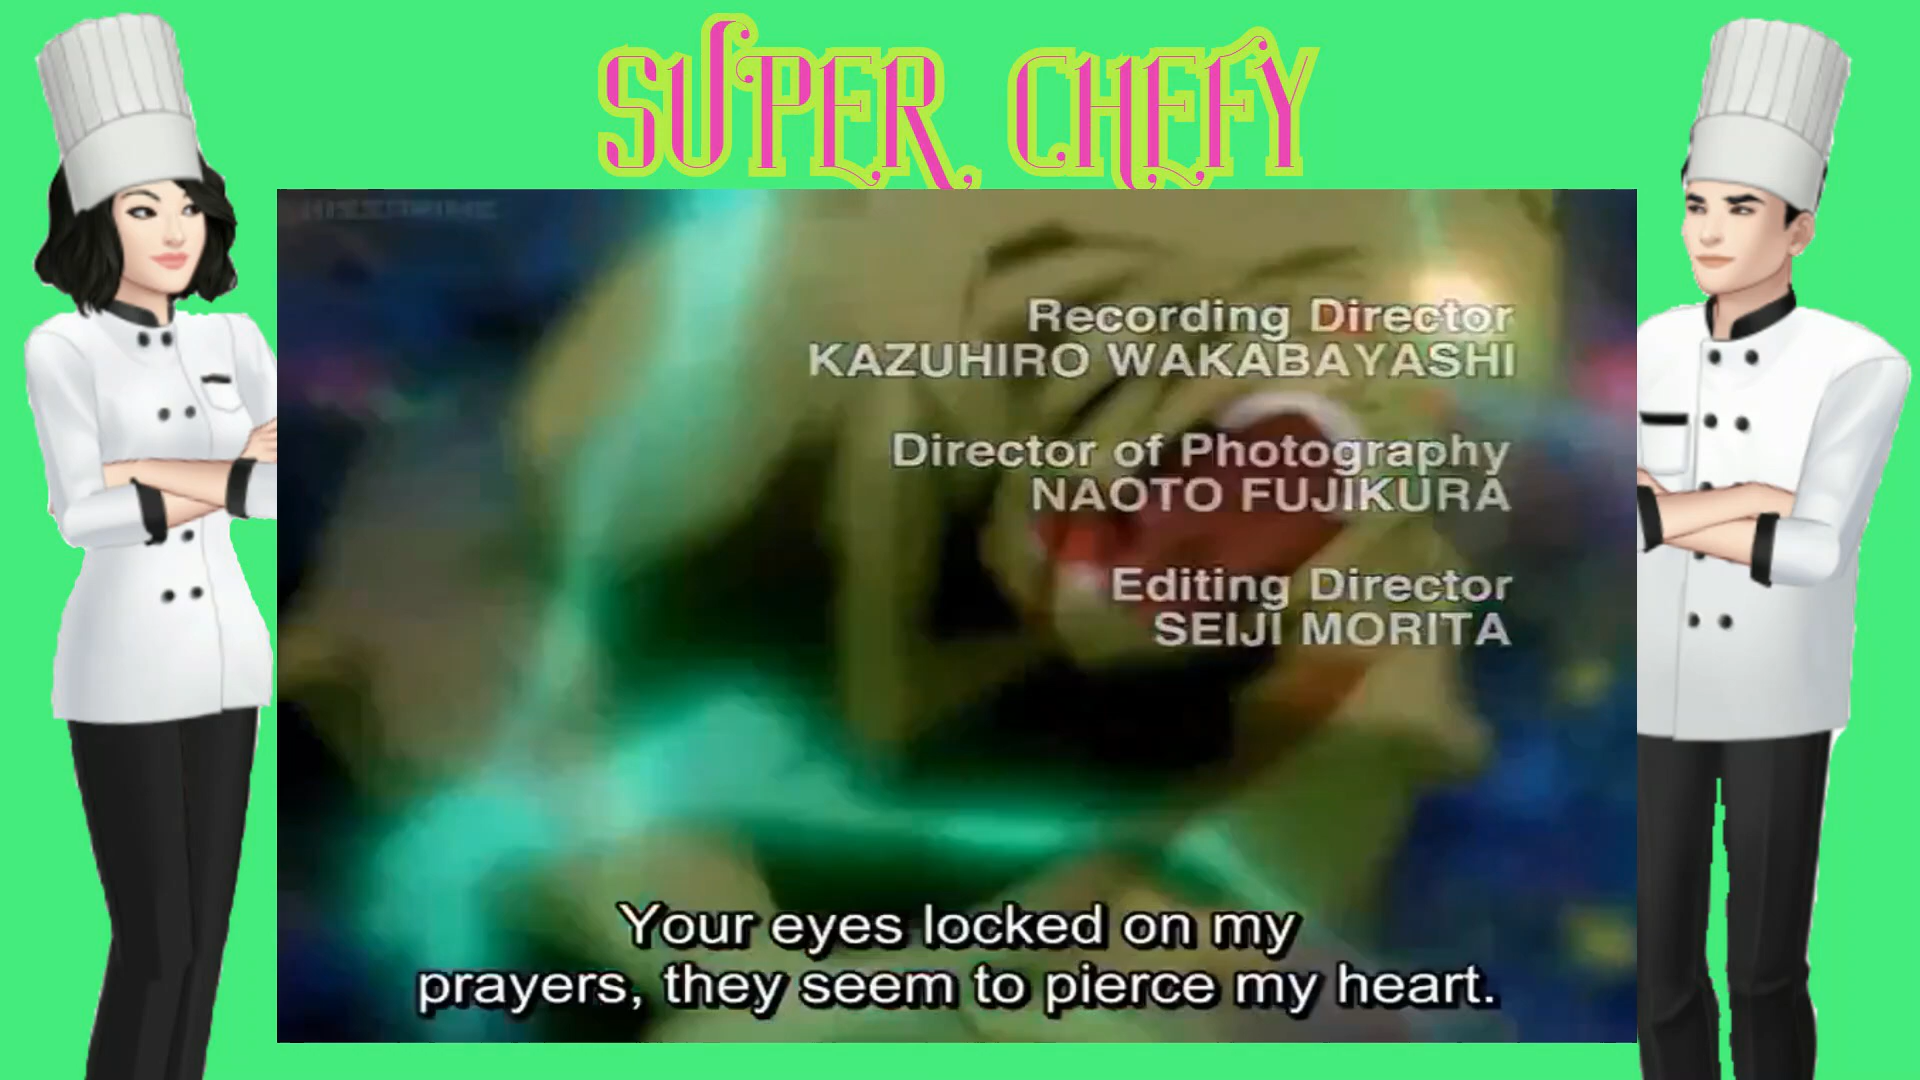 SUPER CHEFY
Recording Director
KAZUHIRO WAKABAYASHI
Director of Photography
NAOTO FUJIKURA
Editing Director
SEIJI MORITA
Your eyes locked on my
prayers, they seem to pierce my heart.